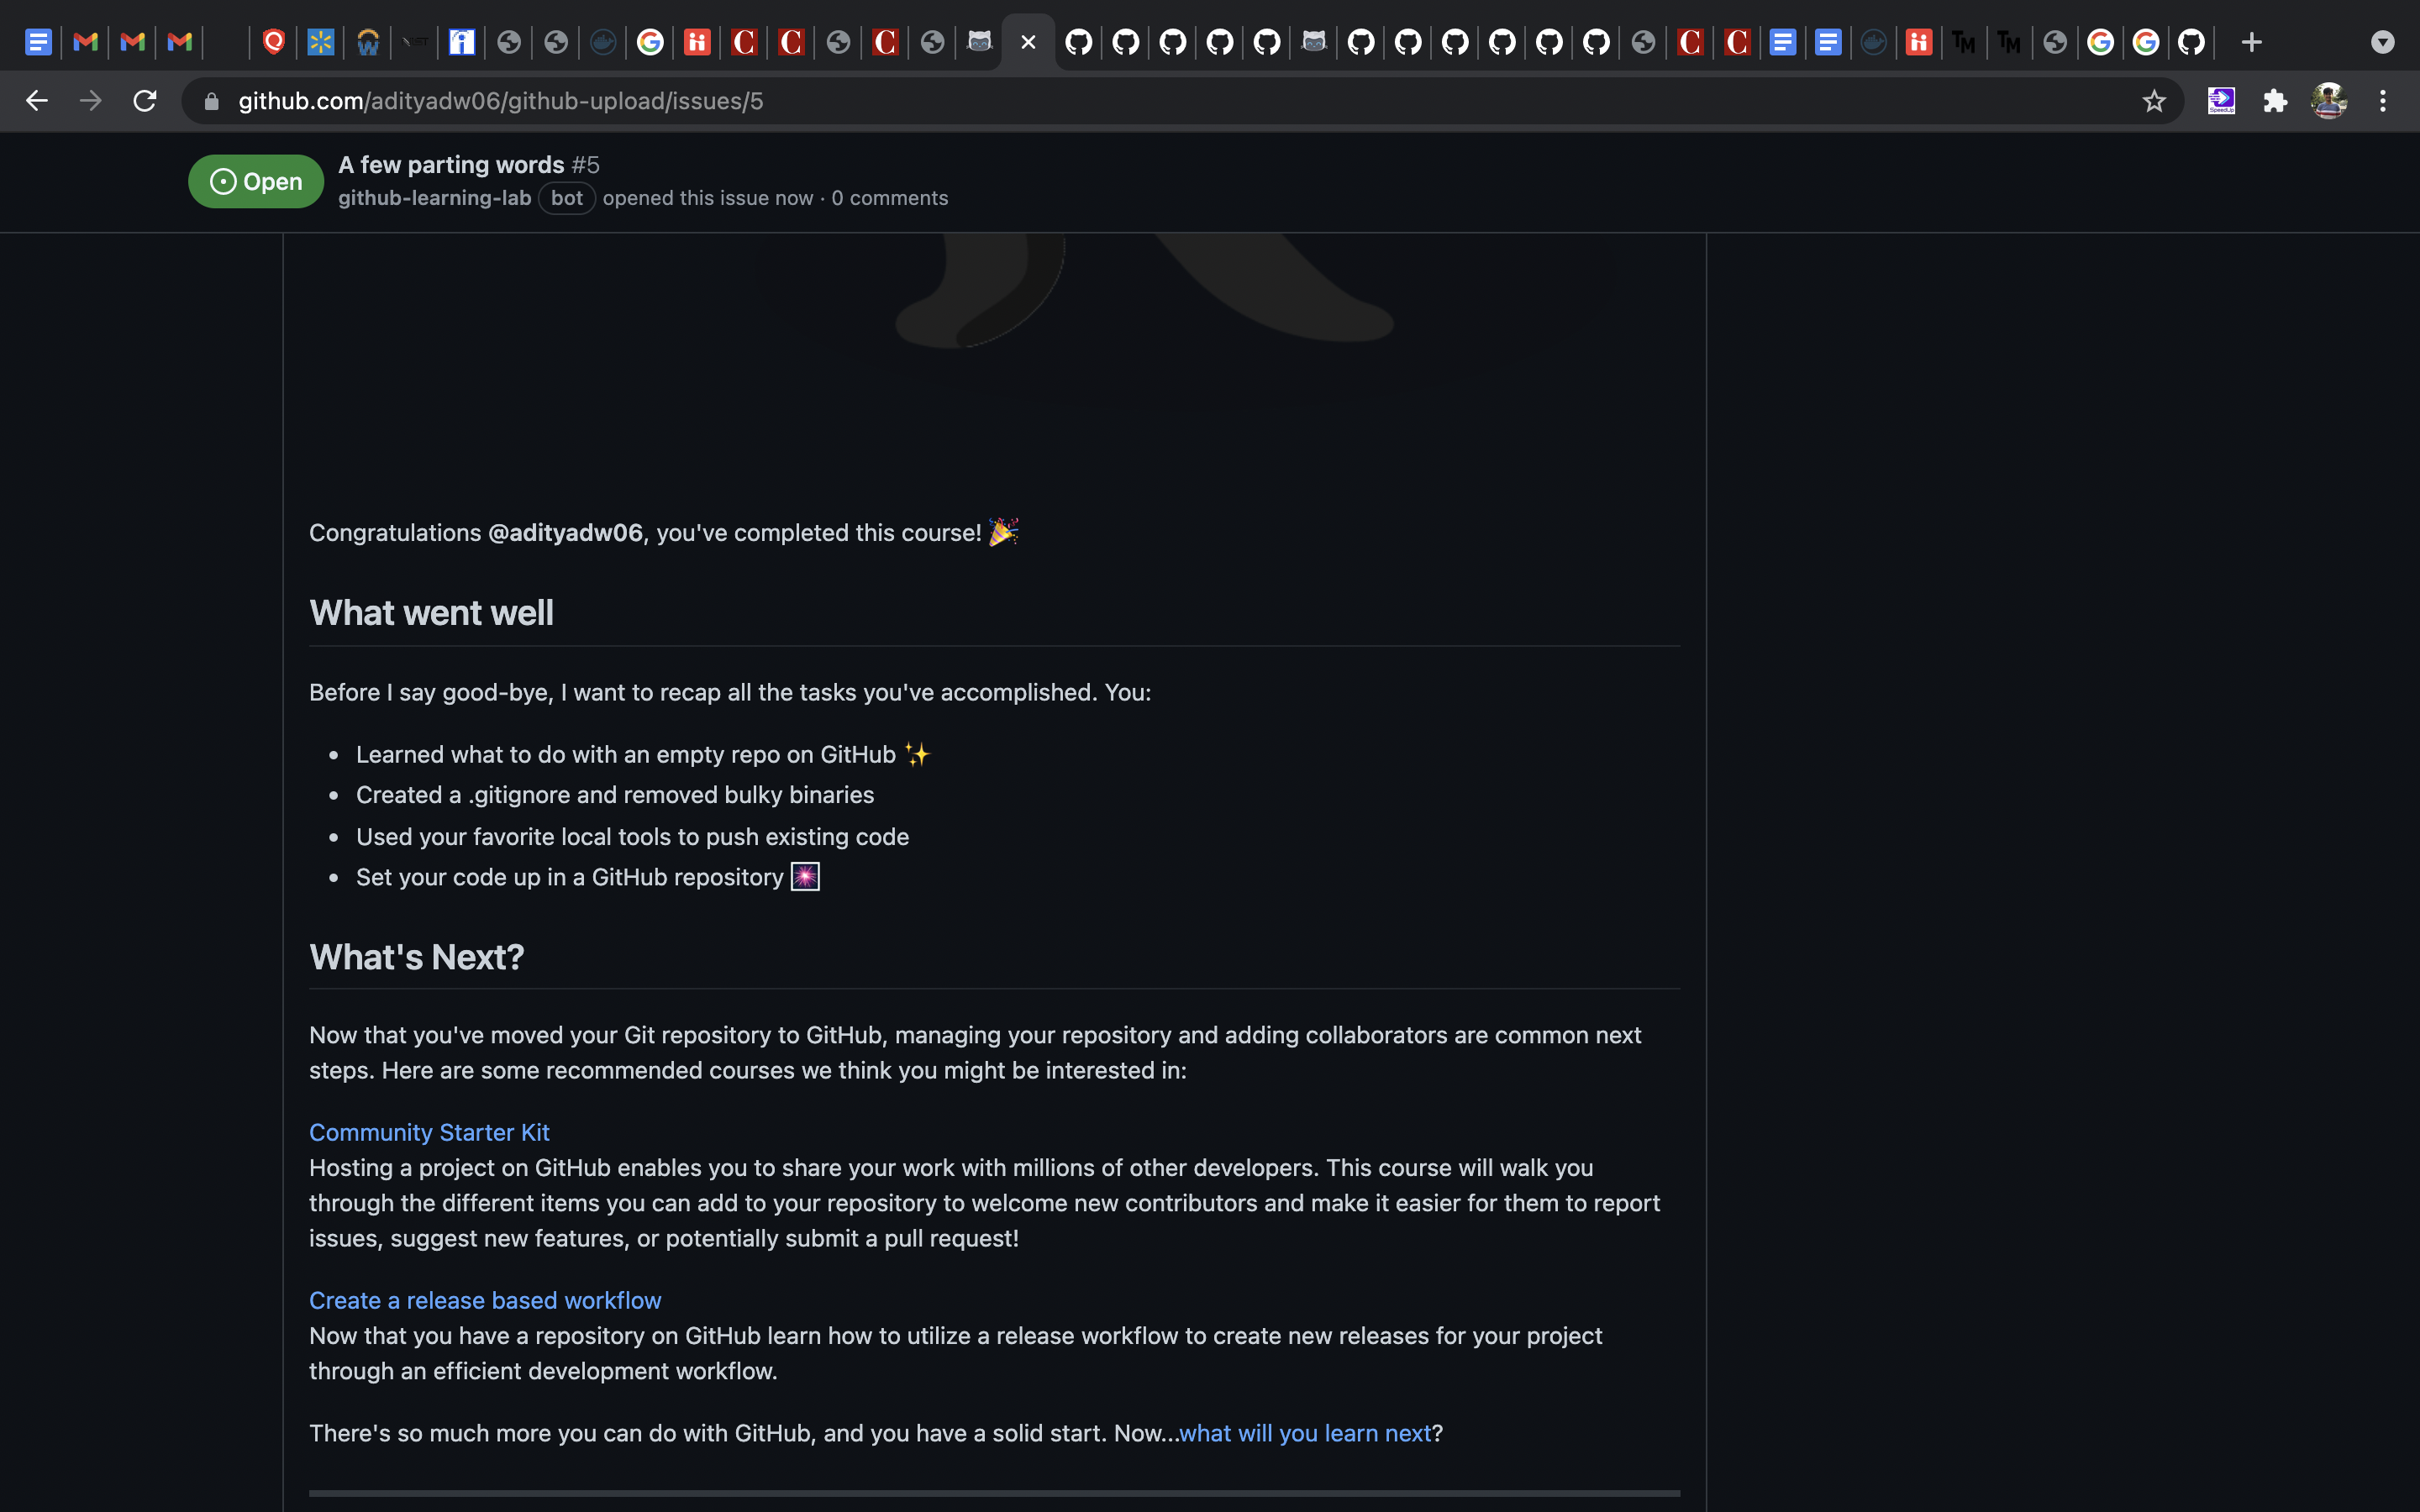 github.com/adityadw06/github-upload/issues/5
Open
A few parting words #5
github-learning-lab bot opened this issue now · 0 comments
Congratulations @adityadw06, you've completed this course! 🎉
What went well
Before I say good-bye, I want to recap all the tasks you've accomplished. You:
• Learned what to do with an empty repo on GitHub ✨
• Created a .gitignore and removed bulky binaries
• Used your favorite local tools to push existing code
• Set your code up in a GitHub repository 🎆
What's Next?
Now that you've moved your Git repository to GitHub, managing your repository and adding collaborators are common next
steps. Here are some recommended courses we think you might be interested in:
Community Starter Kit
Hosting a project on GitHub enables you to share your work with millions of other developers. This course will walk you
through the different items you can add to your repository to welcome new contributors and make it easier for them to report
issues, suggest new features, or potentially submit a pull request!
Create a release based workflow
Now that you have a repository on GitHub learn how to utilize a release workflow to create new releases for your project
through an efficient development workflow.
There's so much more you can do with GitHub, and you have a solid start. Now...what will you learn next?